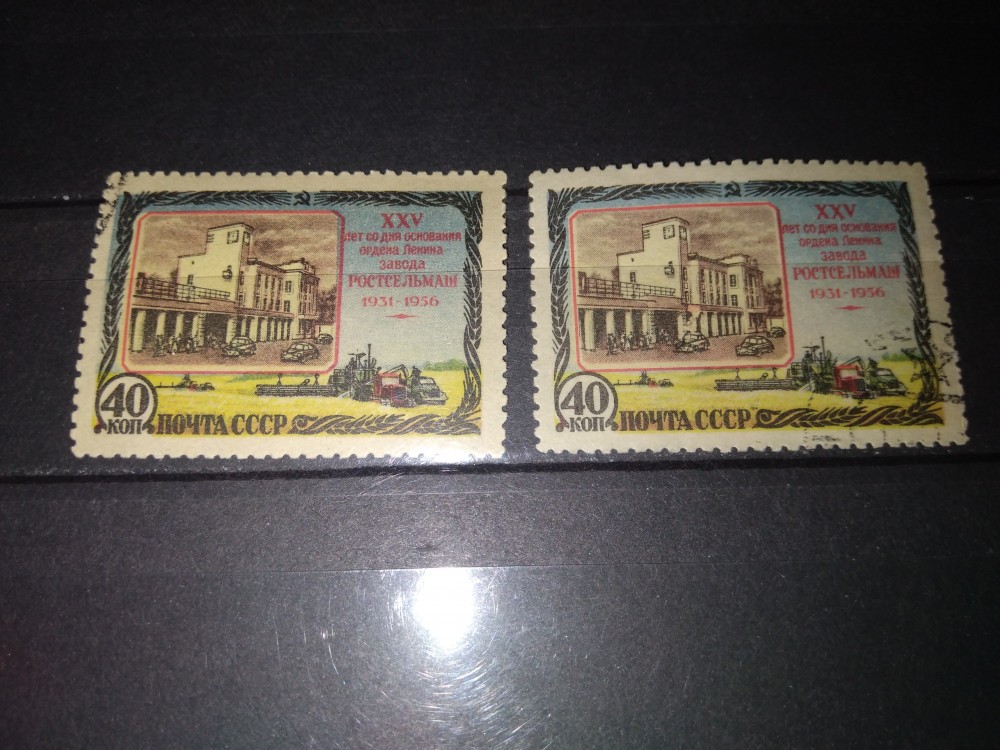 XXV
лет со дня основания
ордена Ленина
завода
РОСТСЕЛЬМАШ
1931-1956
40
КОП
ПОЧТА СССР
XXV
лет со дня основания
ордена Ленина
завода
РОСТСЕЛЬМАШ
1931-1956
40
КОП
ПОЧТА СССР